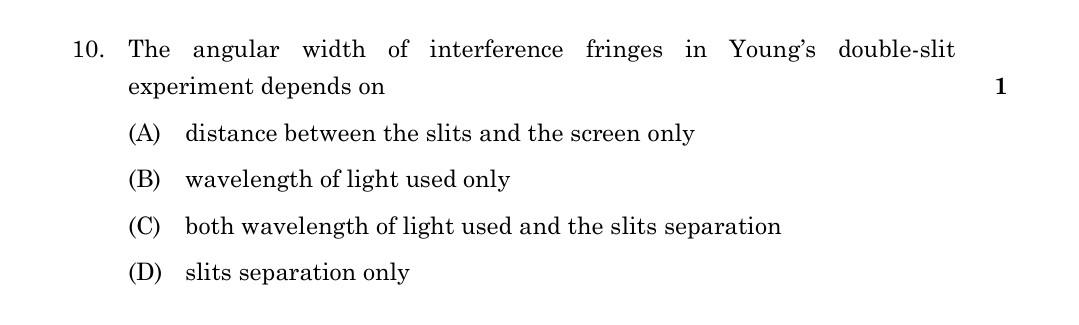 10. The angular width of interference fringes in Young’s double-slit
experiment depends on 1
(A) distance between the slits and the screen only
(B) wavelength of light used only
(C) both wavelength of light used and the slits separation
(D) slits separation only